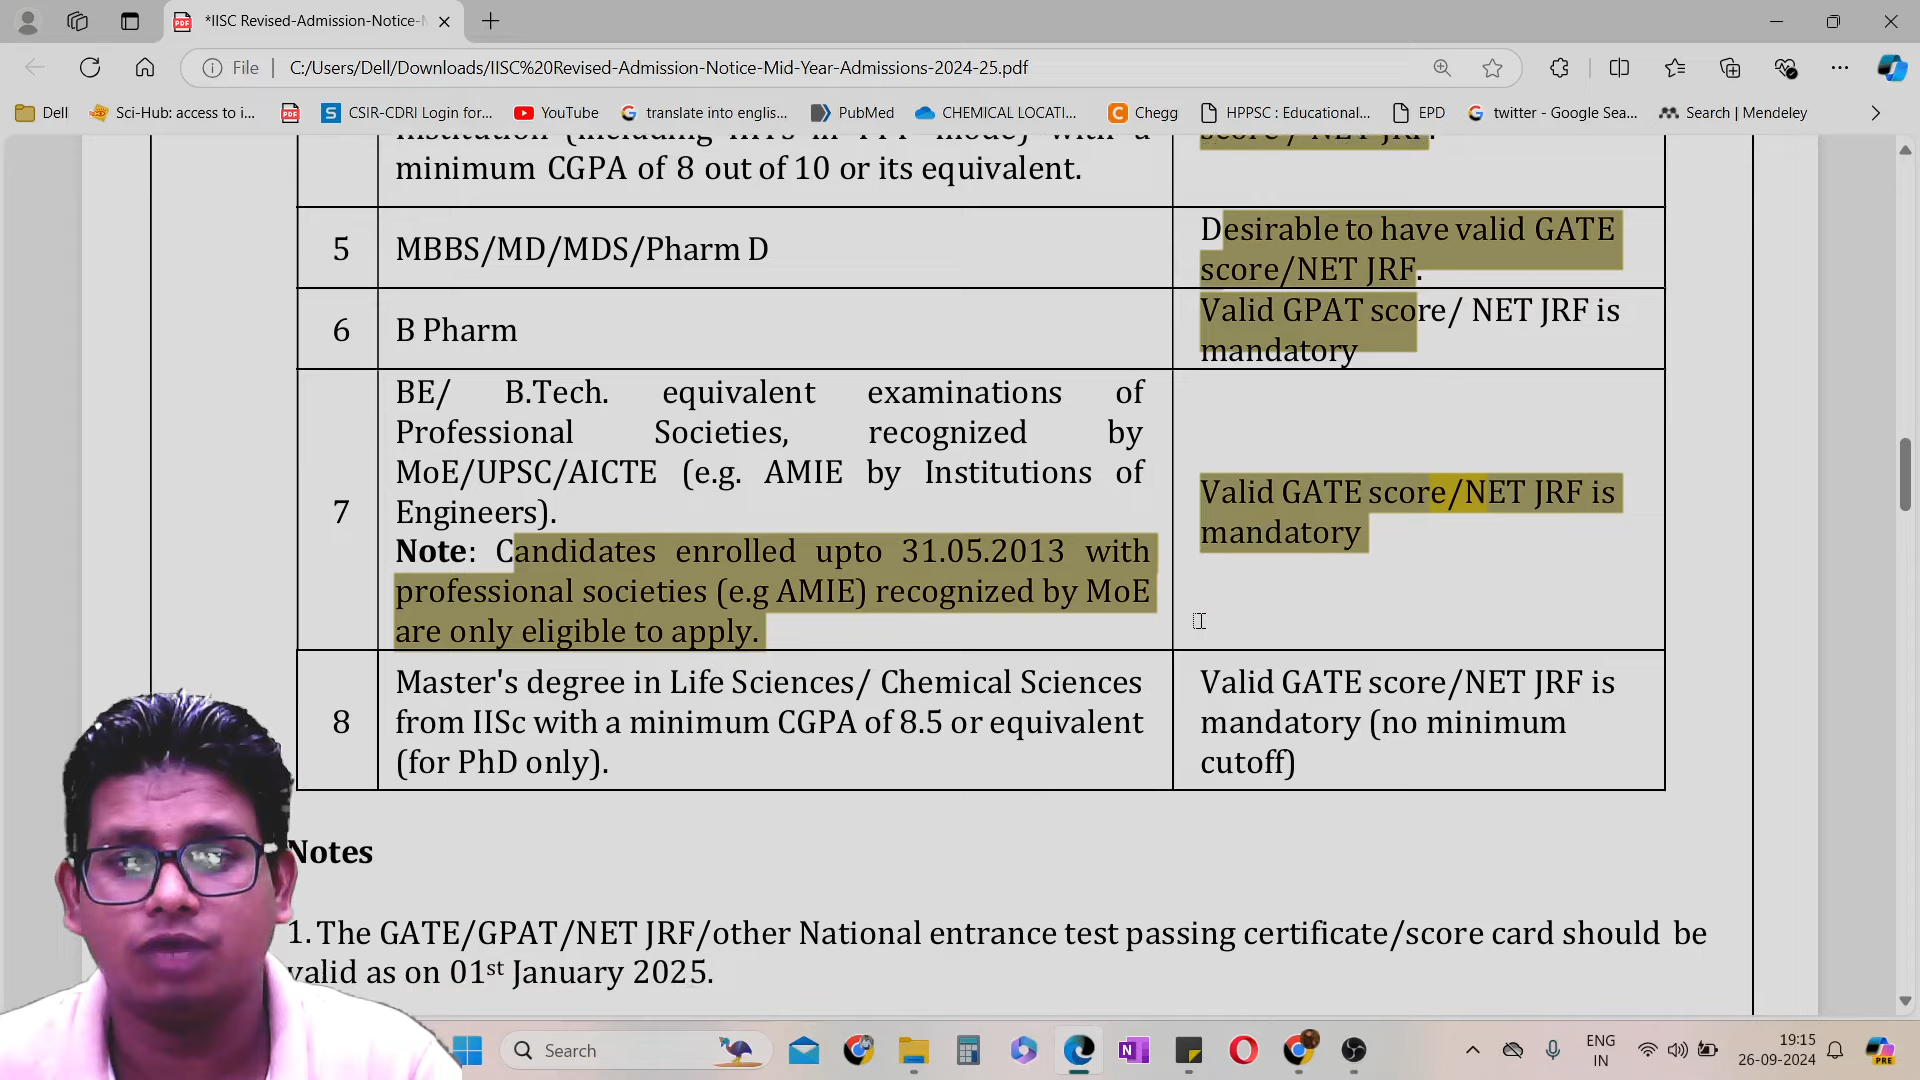 *IISC Revised-Admission-Notice-
File
C:/Users/Dell/Downloads/IISC%20Revised-Admission-Notice-Mid-Year-Admissions-2024-25.pdf
Dell
Sci-Hub: access to i...
CSIR-CDRI Login for...
YouTube
translate into englis...
PubMed
CHEMICAL LOCATI...
Chegg
HPPSC : Educational...
EPD
twitter - Google Sea...
Search | Mendeley
minimum CGPA of 8 out of 10 or its equivalent.
5
MBBS/MD/MDS/Pharm D
Desirable to have valid GATE
score/NET JRF.
6
B Pharm
Valid GPAT score/ NET JRF is
mandatory
7
BE/ B.Tech. equivalent examinations of
Professional Societies, recognized by
MoE/UPSC/AICTE (e.g. AMIE by Institutions of
Engineers).
Note: Candidates enrolled upto 31.05.2013 with
professional societies (e.g AMIE) recognized by MoE
are only eligible to apply.
Valid GATE score/NET JRF is
mandatory
8
Master's degree in Life Sciences/ Chemical Sciences
from IISc with a minimum CGPA of 8.5 or equivalent
(for PhD only).
Valid GATE score/NET JRF is
mandatory (no minimum
cutoff)
Notes
1. The GATE/GPAT/NET JRF/other National entrance test passing certificate/score card should be
valid as on 01st January 2025.
Search
ENG
IN
19:15
26-09-2024